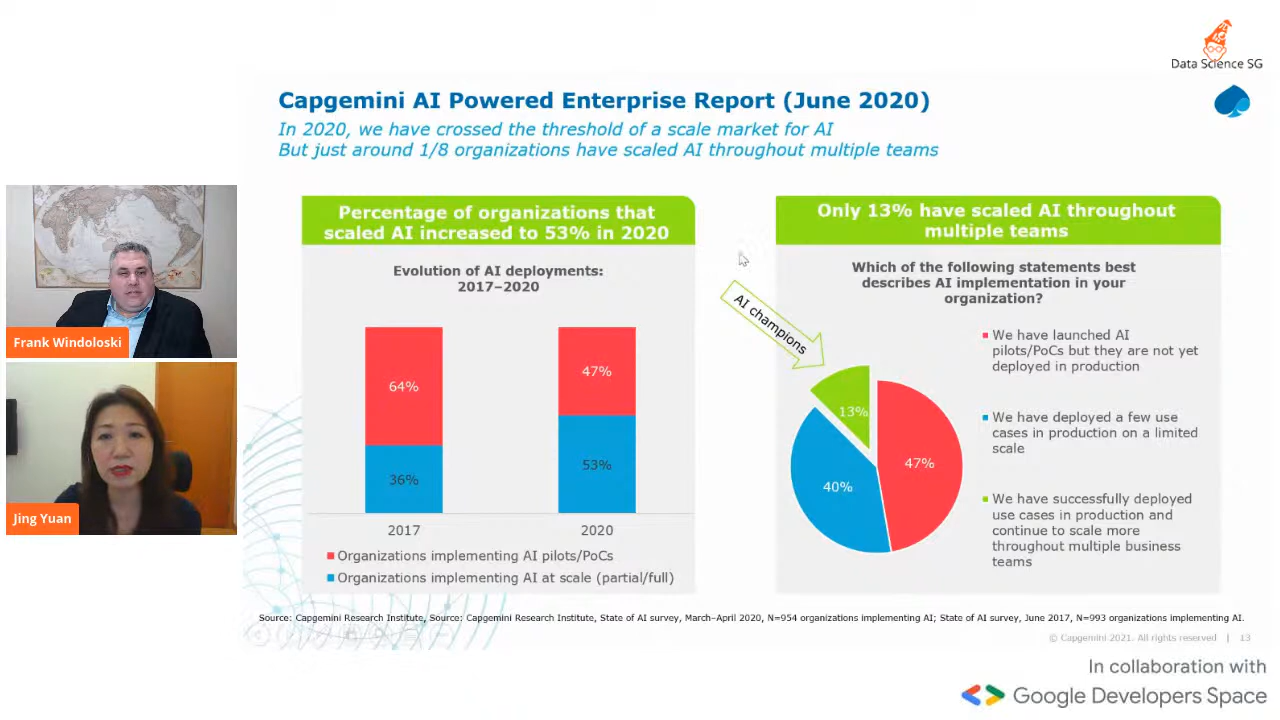 Data Science SG
Capgemini AI Powered Enterprise Report (June 2020)
In 2020, we have crossed the threshold of a scale market for AI
But just around 1/8 organizations have scaled AI throughout multiple teams
Frank Windoloski
Jing Yuan
Percentage of organizations that
scaled AI increased to 53% in 2020
Evolution of AI deployments:
2017–2020
64%
36%
47%
53%
2017
2020
Organizations implementing AI pilots/PoCs
Organizations implementing AI at scale (partial/full)
AI champions
Only 13% have scaled AI throughout
multiple teams
Which of the following statements best
describes AI implementation in your
organization?
13%
47%
40%
We have launched AI
pilots/PoCs but they are not yet
deployed in production
We have deployed a few use
cases in production on a limited
scale
We have successfully deployed
use cases in production and
continue to scale more
throughout multiple business
teams
Source: Capgemini Research Institute, Source: Capgemini Research Institute, State of AI survey, March–April 2020, N=954 organizations implementing AI; State of AI survey, June 2017, N=993 organizations implementing AI.
© Capgemini 2021. All rights reserved | 13
In collaboration with
Google Developers Space